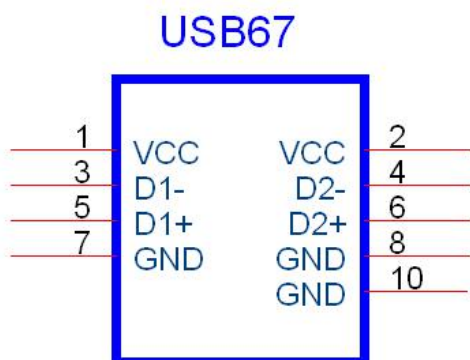 USB67
1 VCC VCC 2
3 D1- D2- 4
5 D1+ D2+ 6
7 GND GND 8
GND 10